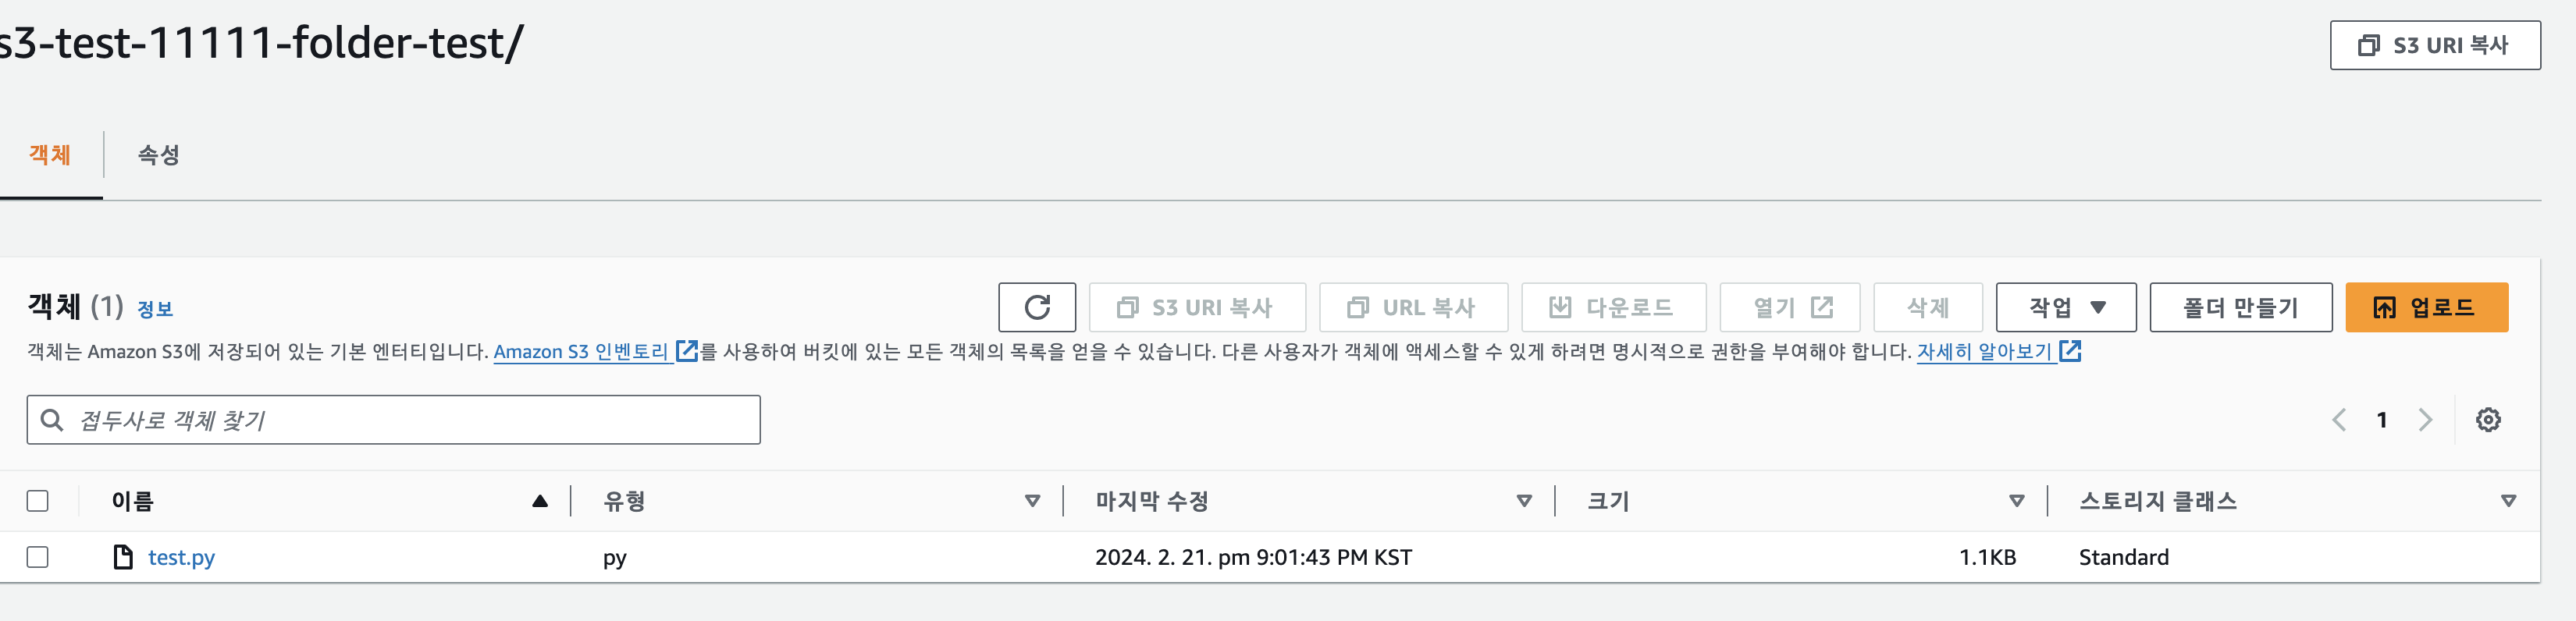 s3-test-11111-folder-test/
S3 URI 복사
객체 속성
객체 (1) 정보
S3 URI 복사 URL 복사 다운로드 열기 삭제 작업 폴더 만들기 업로드
객체는 Amazon S3에 저장되어 있는 기본 엔터티입니다. Amazon S3 인벤토리 를 사용하여 버킷에 있는 모든 객체의 목록을 얻을 수 있습니다. 다른 사용자가 객체에 액세스할 수 있게 하려면 명시적으로 권한을 부여해야 합니다. 자세히 알아보기
접두사로 객체 찾기
1
이름 유형 마지막 수정 크기 스토리지 클래스
test.py py 2024. 2. 21. pm 9:01:43 PM KST 1.1KB Standard